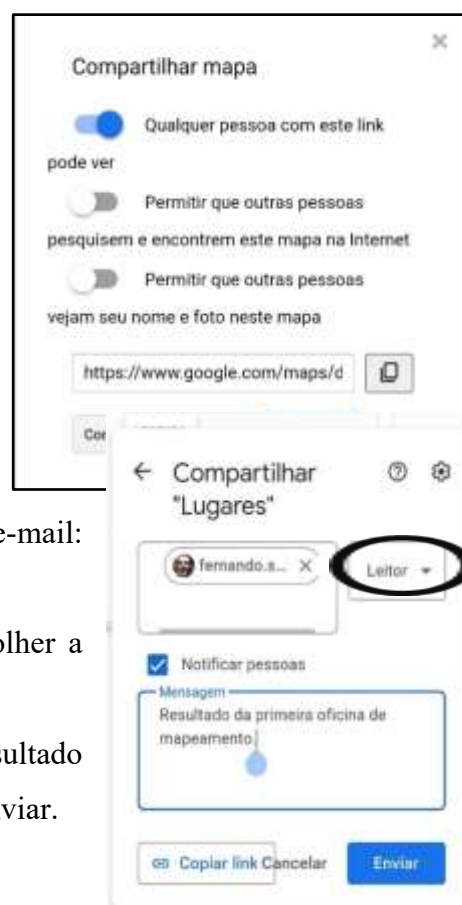 Compartilhar mapa
Qualquer pessoa com este link
pode ver
Permitir que outras pessoas
pesquisem e encontrem este mapa na Internet
Permitir que outras pessoas
vejam seu nome e foto neste mapa
https://www.google.com/maps/d
Cor
Compartilhar
"Lugares"
e-mail:
fernando.s...
Leitor
olher a
Notificar pessoas
Mensagem
Resultado da primeira oficina de
mapeamento
sultado
viar.
Copiar link Cancelar
Enviar